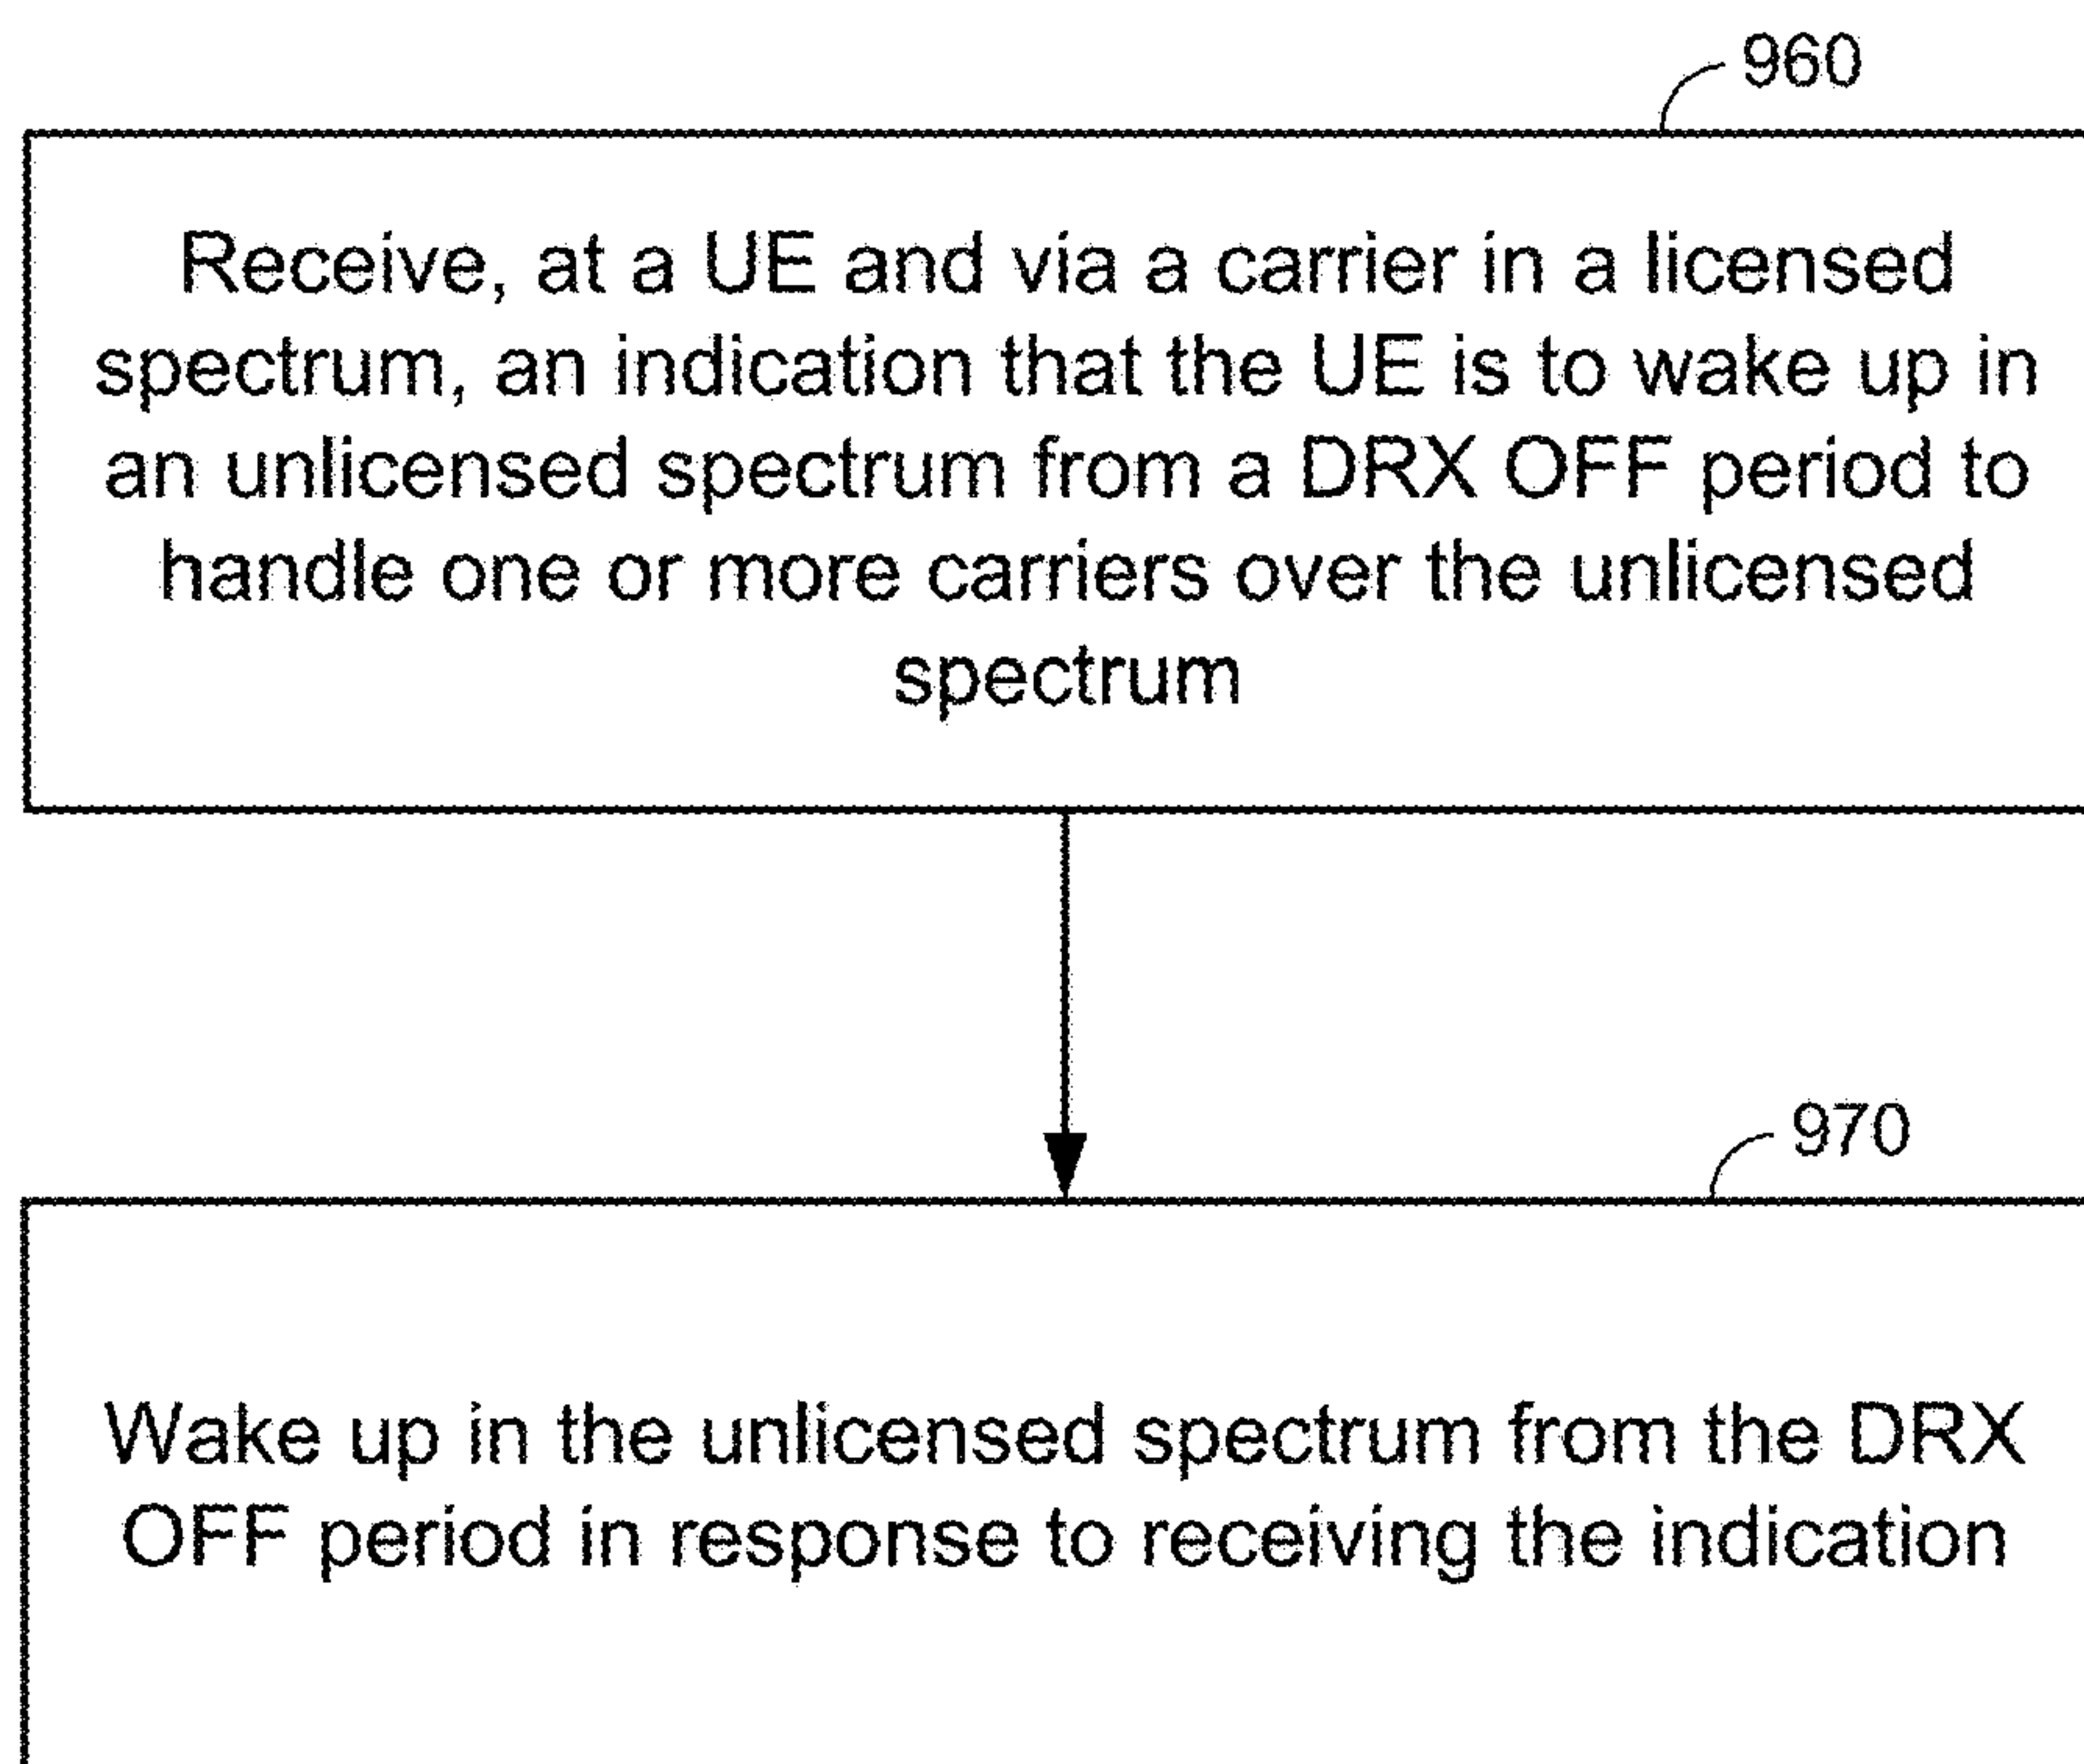 960
Receive, at a UE and via a carrier in a licensed
spectrum, an indication that the UE is to wake up in
an unlicensed spectrum from a DRX OFF period to
handle one or more carriers over the unlicensed
spectrum
970
Wake up in the unlicensed spectrum from the DRX
OFF period in response to receiving the indication